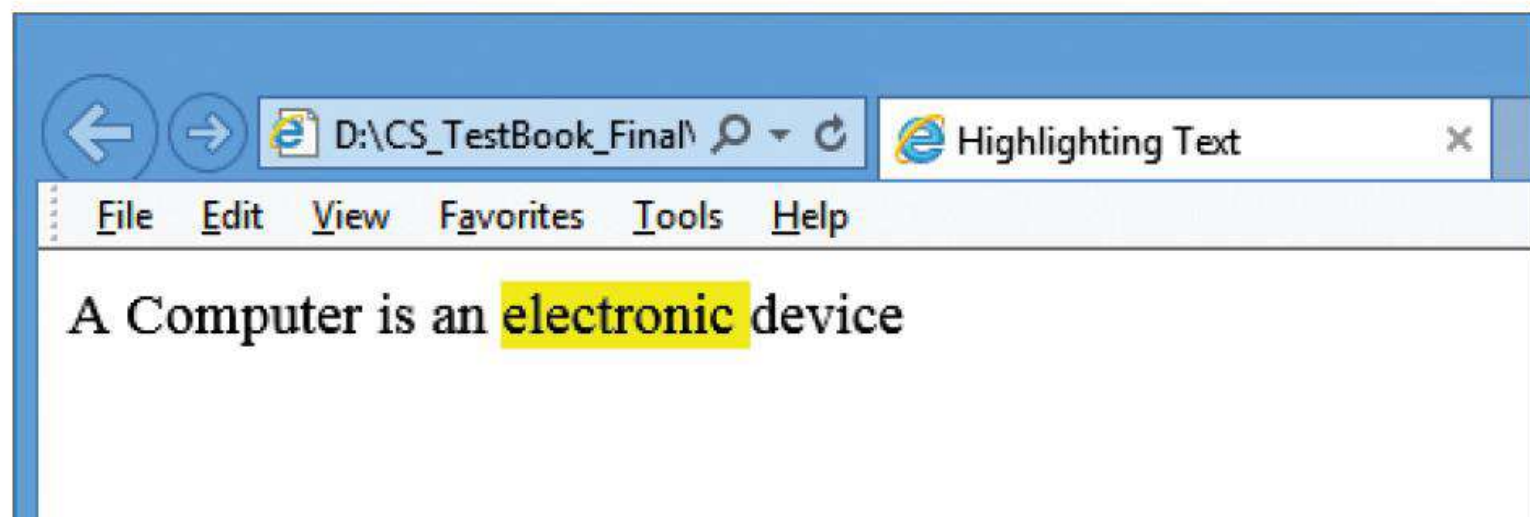 D:\CS_TestBook_Final\ Highlighting Text
File Edit View Favorites Tools Help
A Computer is an electronic device